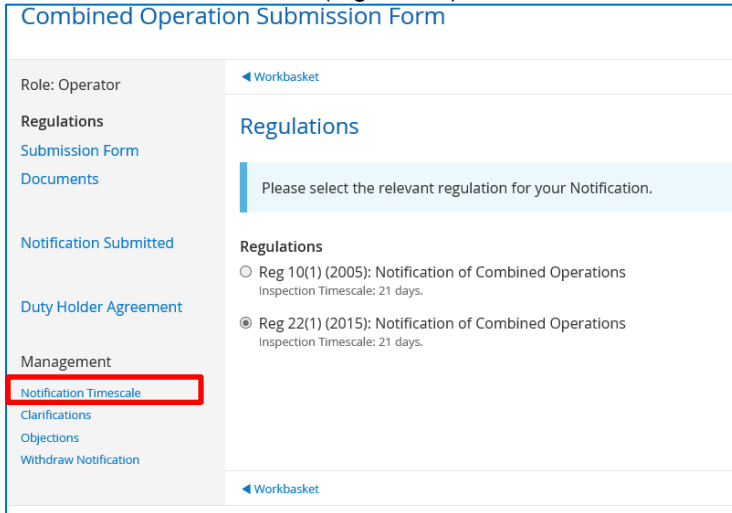 Combined Operation Submission Form
Role: Operator
Regulations
Submission Form
Documents
Notification Submitted
Duty Holder Agreement
Management
Notification Timescale
Clarifications
Objections
Withdraw Notification
◀ Workbasket
Regulations
Please select the relevant regulation for your Notification.
Regulations
Reg 10(1) (2005): Notification of Combined Operations
Inspection Timescale: 21 days.
Reg 22(1) (2015): Notification of Combined Operations
Inspection Timescale: 21 days.
◀ Workbasket